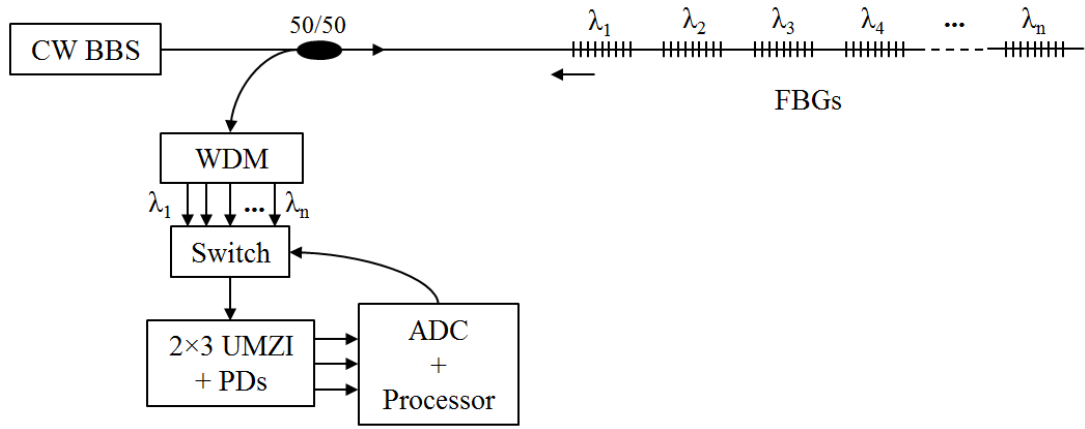 50/50
CW BBS
λ1 λ2 λ3 λ4 ... λn
FBGs
WDM
λ1 ... λn
Switch
2×3 UMZI
+ PDs
ADC
+
Processor